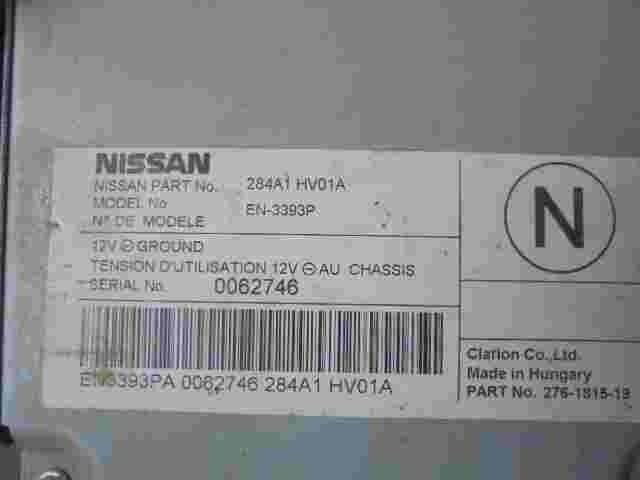 NISSAN
NISSAN PART No. 284A1 HV01A
MODEL No EN-3393P
Nº DE MODELE
12V ⊖ GROUND
TENSION D'UTILISATION 12V ⊖ AU CHASSIS
SERIAL No. 0062746
EN3393PA 0062746 284A1 HV01A
N
Clarion Co.,Ltd.
Made in Hungary
PART No. 276-1815-13